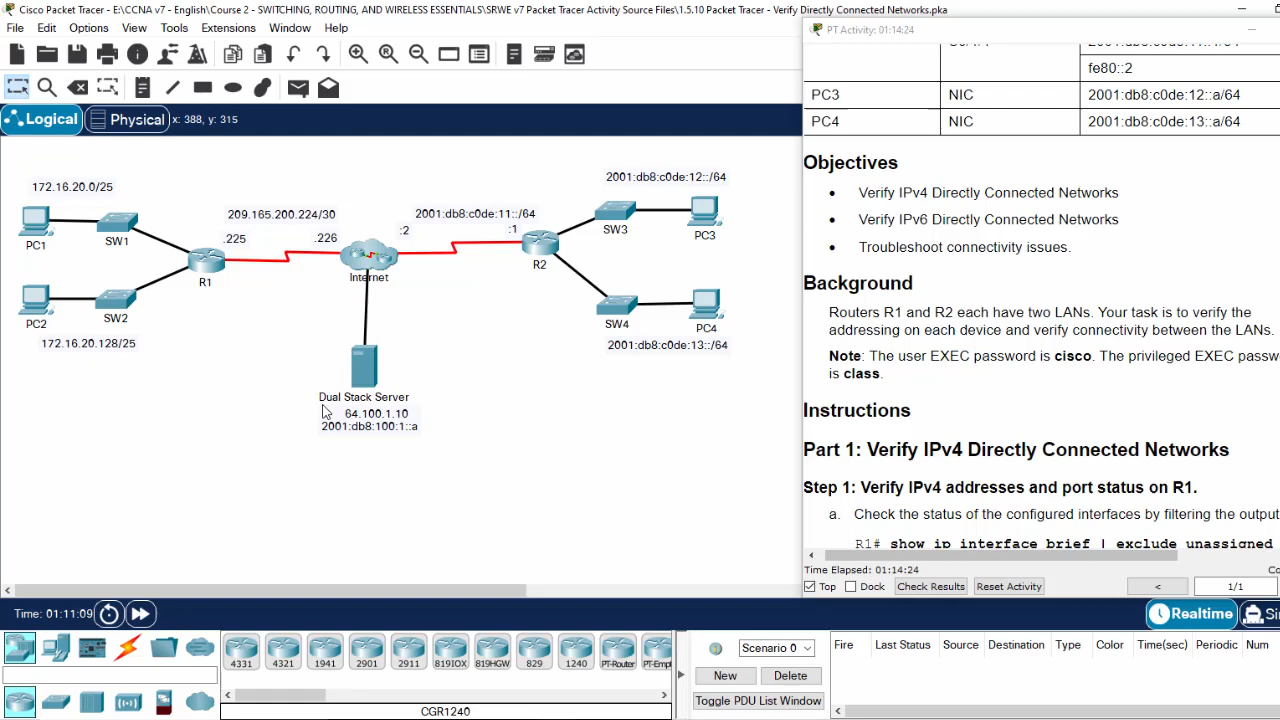 Cisco Packet Tracer - E:\CCNA v7 - English\Course 2 - SWITCHING, ROUTING, AND WIRELESS ESSENTIALS\SRWE v7 Packet Tracer Activity Source Files\1.5.10 Packet Tracer - Verify Directly Connected Networks.pka
File Edit Options View Tools Extensions Window Help
Logical
Physical
x: 388, y: 315
172.16.20.0/25
PC1
SW1
209.165.200.224/30
.225
.226
R1
PC2
SW2
172.16.20.128/25
Internet
:2
2001:db8:c0de:11::/64
:1
R2
2001:db8:c0de:12::/64
SW3
PC3
SW4
PC4
2001:db8:c0de:13::/64
Dual Stack Server
64.100.1.10
2001:db8:100:1::a
PT Activity: 01:14:24
fe80::2
PC3 NIC 2001:db8:c0de:12::a/64
PC4 NIC 2001:db8:c0de:13::a/64
Objectives
• Verify IPv4 Directly Connected Networks
• Verify IPv6 Directly Connected Networks
• Troubleshoot connectivity issues.
Background
Routers R1 and R2 each have two LANs. Your task is to verify the
addressing on each device and verify connectivity between the LANs.
Note: The user EXEC password is cisco. The privileged EXEC passw
is class.
Instructions
Part 1: Verify IPv4 Directly Connected Networks
Step 1: Verify IPv4 addresses and port status on R1.
a. Check the status of the configured interfaces by filtering the output
R1# show ip interface brief | exclude unassigned
Time Elapsed: 01:14:24
Co
Top
Dock
Check Results
Reset Activity
<
1/1
Time: 01:11:09
Realtime
Si
4331 4321 1941 2901 2911 819IOX 819HGW 829 1240 PT-Router PT-Empt
CGR1240
Scenario 0
New
Delete
Toggle PDU List Window
Fire Last Status Source Destination Type Color Time(sec) Periodic Num